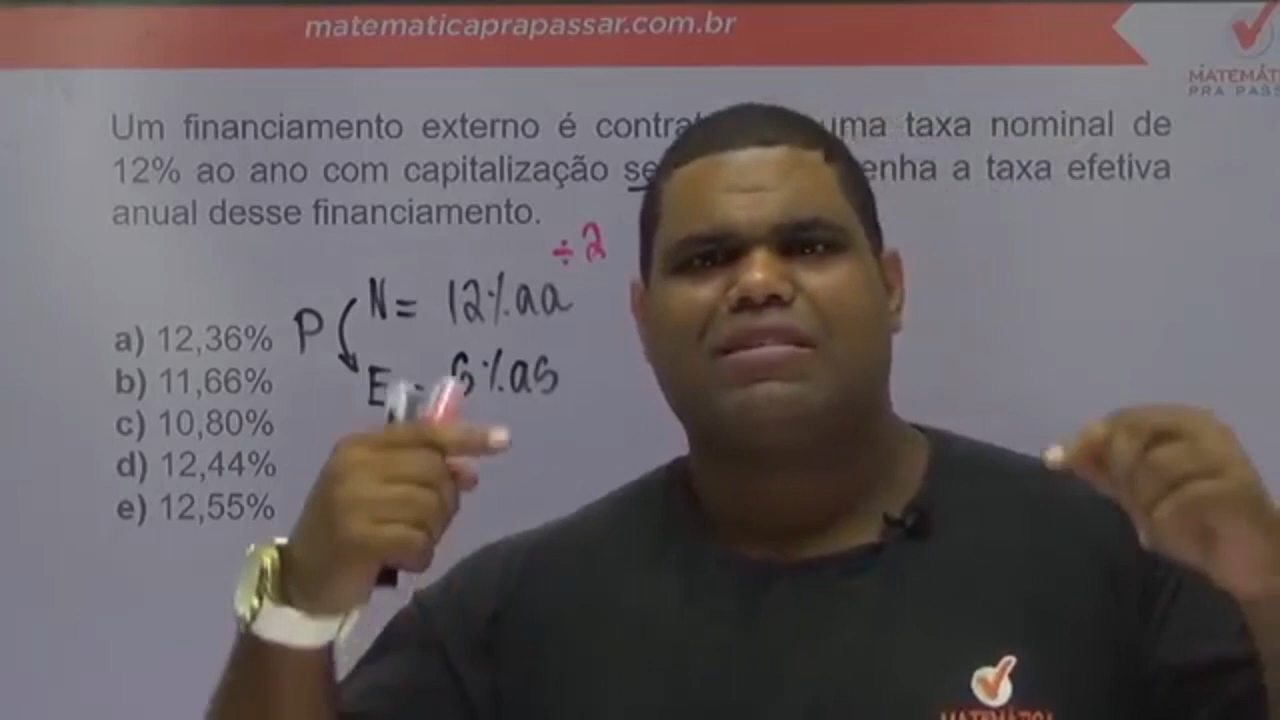 matematicaprapassar.com.br
MATEMÁT
PRA PASS
Um financiamento externo é contra uma taxa nominal de
12% ao ano com capitalização se enha a taxa efetiva
anual desse financiamento.
÷ 2
P N = 12% aa
E = 6% as
a) 12,36%
b) 11,66%
c) 10,80%
d) 12,44%
e) 12,55%